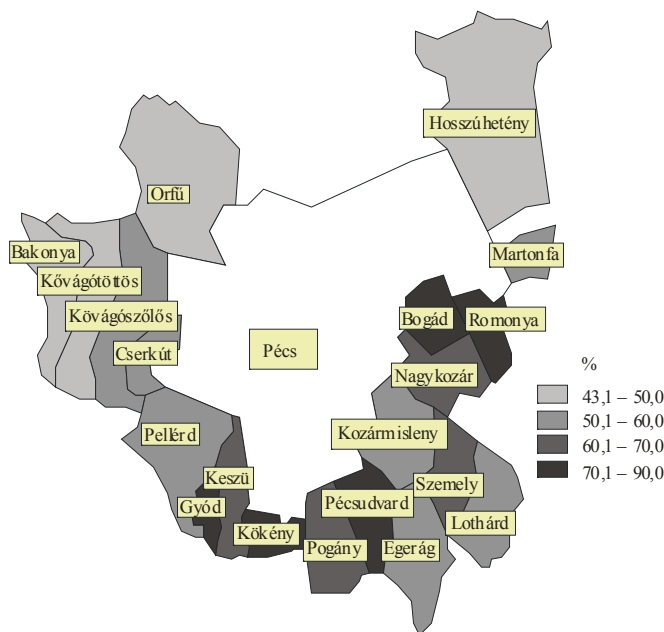 Hosszúhetény
Orfű
Bakonya
Martonfa
Kővágótöttös
Kövágószőlős
Bogád
Romonya
Cserkút
Pécs
Nagykozár
%
43,1 – 50,0
50,1 – 60,0
60,1 – 70,0
70,1 – 90,0
Pellérd
Kozármisleny
Keszü
Szemely
Gyód
Pécsudvard
Kökény
Lothárd
Pogány
Egerág